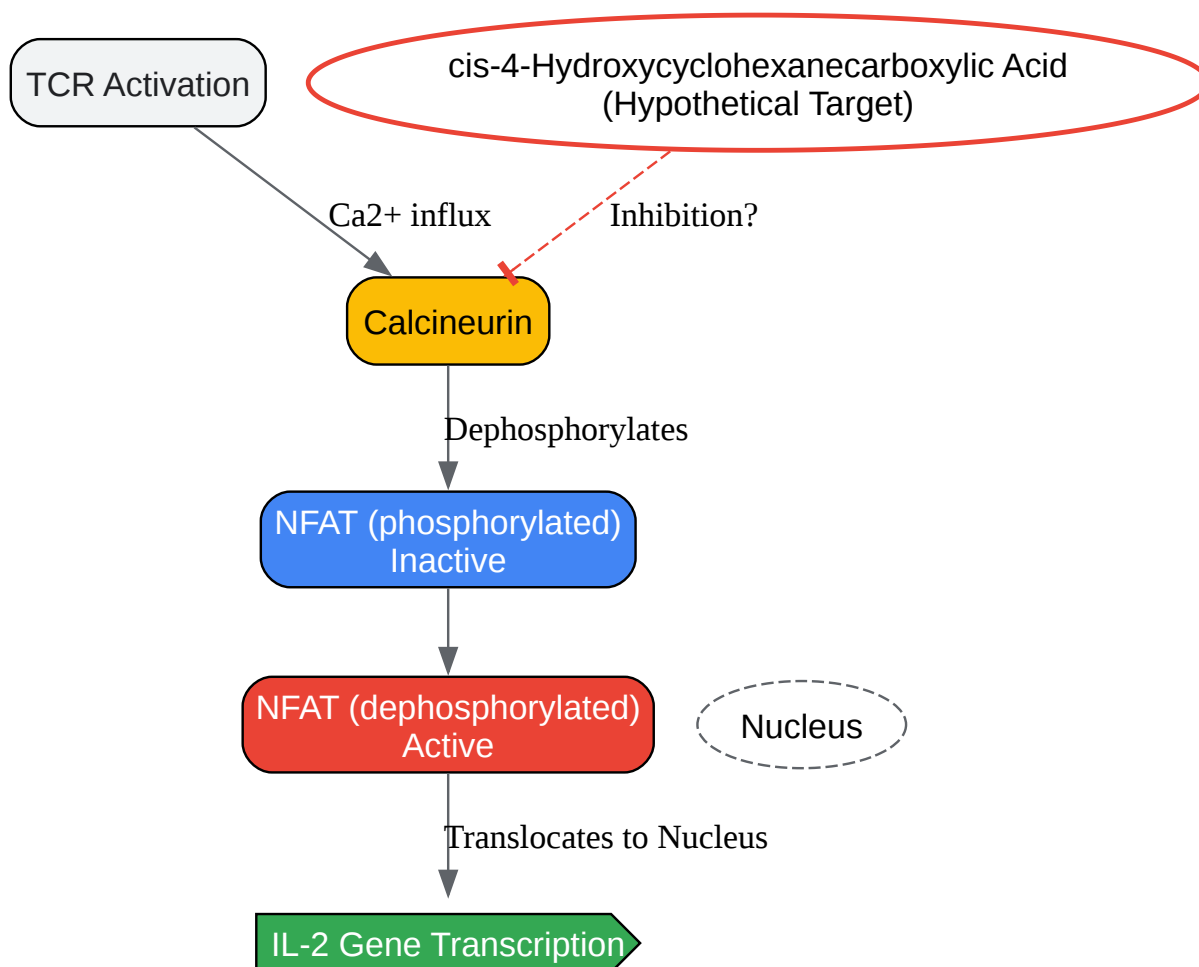 TCR Activation
cis-4-Hydroxycyclohexanecarboxylic Acid
(Hypothetical Target)
Ca2+ influx
Inhibition?
Calcineurin
Dephosphorylates
NFAT (phosphorylated)
Inactive
NFAT (dephosphorylated)
Active
Nucleus
Translocates to Nucleus
IL-2 Gene Transcription